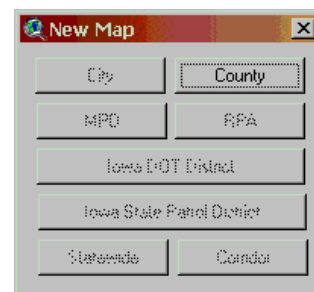 New Map
City County
MPO RPA
Iowa DOT District
Iowa State Patrol District
Statewide Corridor